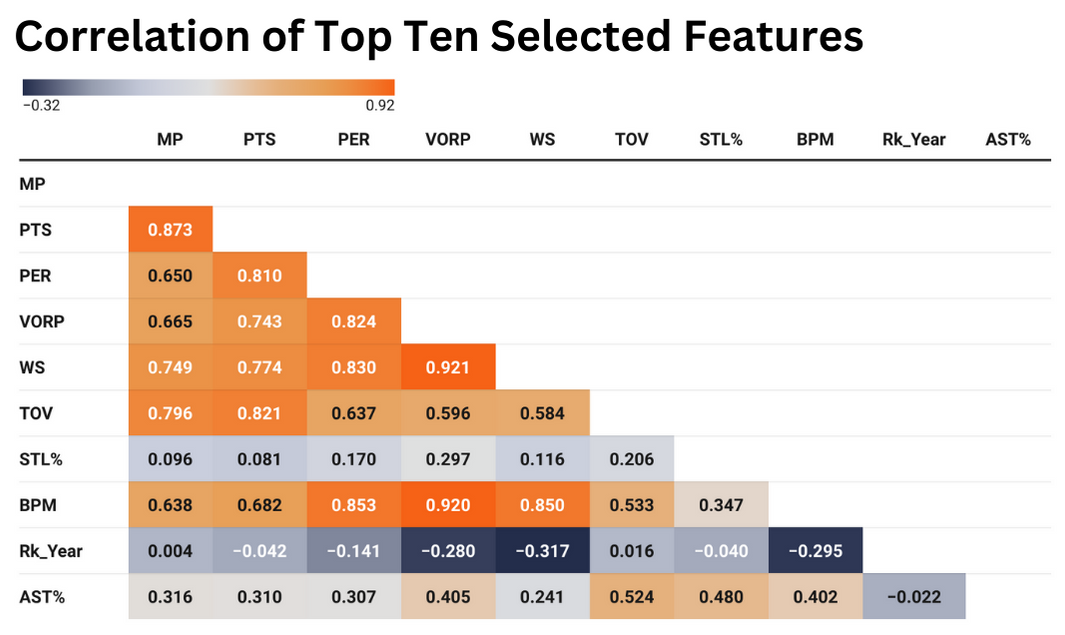 Correlation of Top Ten Selected Features
−0.32 0.92
MP PTS PER VORP WS TOV STL% BPM Rk_Year AST%
MP
PTS 0.873
PER 0.650 0.810
VORP 0.665 0.743 0.824
WS 0.749 0.774 0.830 0.921
TOV 0.796 0.821 0.637 0.596 0.584
STL% 0.096 0.081 0.170 0.297 0.116 0.206
BPM 0.638 0.682 0.853 0.920 0.850 0.533 0.347
Rk_Year 0.004 −0.042 −0.141 −0.280 −0.317 0.016 −0.040 −0.295
AST% 0.316 0.310 0.307 0.405 0.241 0.524 0.480 0.402 −0.022